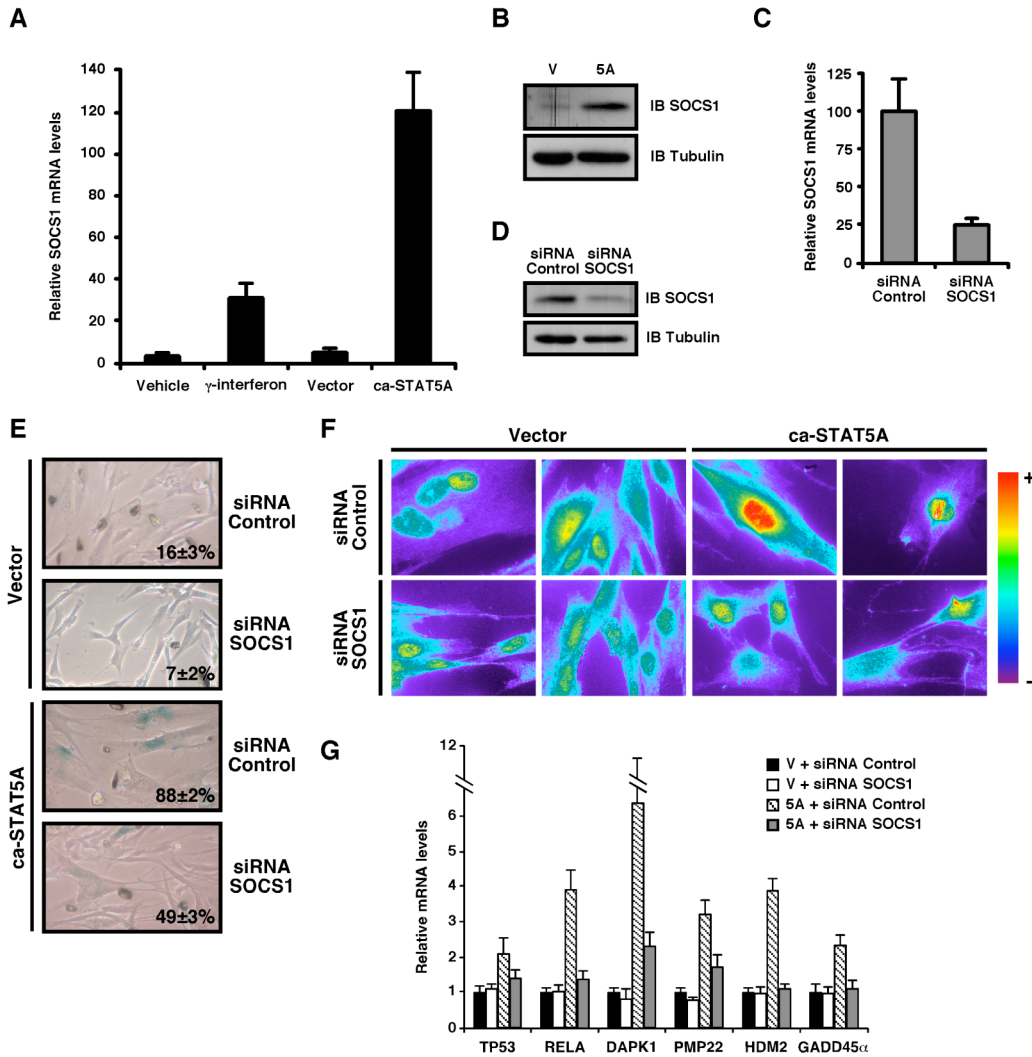 A
Relative SOCS1 mRNA levels
140
120
100
80
60
40
20
0
Vehicle
γ-interferon
Vector
ca-STAT5A
B
V
5A
IB SOCS1
IB Tubulin
C
Relative SOCS1 mRNA levels
125
100
75
50
25
0
siRNA
Control
siRNA
SOCS1
D
siRNA
Control
siRNA
SOCS1
IB SOCS1
IB Tubulin
E
Vector
16±3%
siRNA
Control
7±2%
siRNA
SOCS1
ca-STAT5A
88±2%
siRNA
Control
49±3%
siRNA
SOCS1
F
Vector
ca-STAT5A
siRNA
Control
siRNA
SOCS1
+
–
G
Relative mRNA levels
12
6
4
2
1
0
V + siRNA Control
V + siRNA SOCS1
5A + siRNA Control
5A + siRNA SOCS1
TP53
RELA
DAPK1
PMP22
HDM2
GADD45α